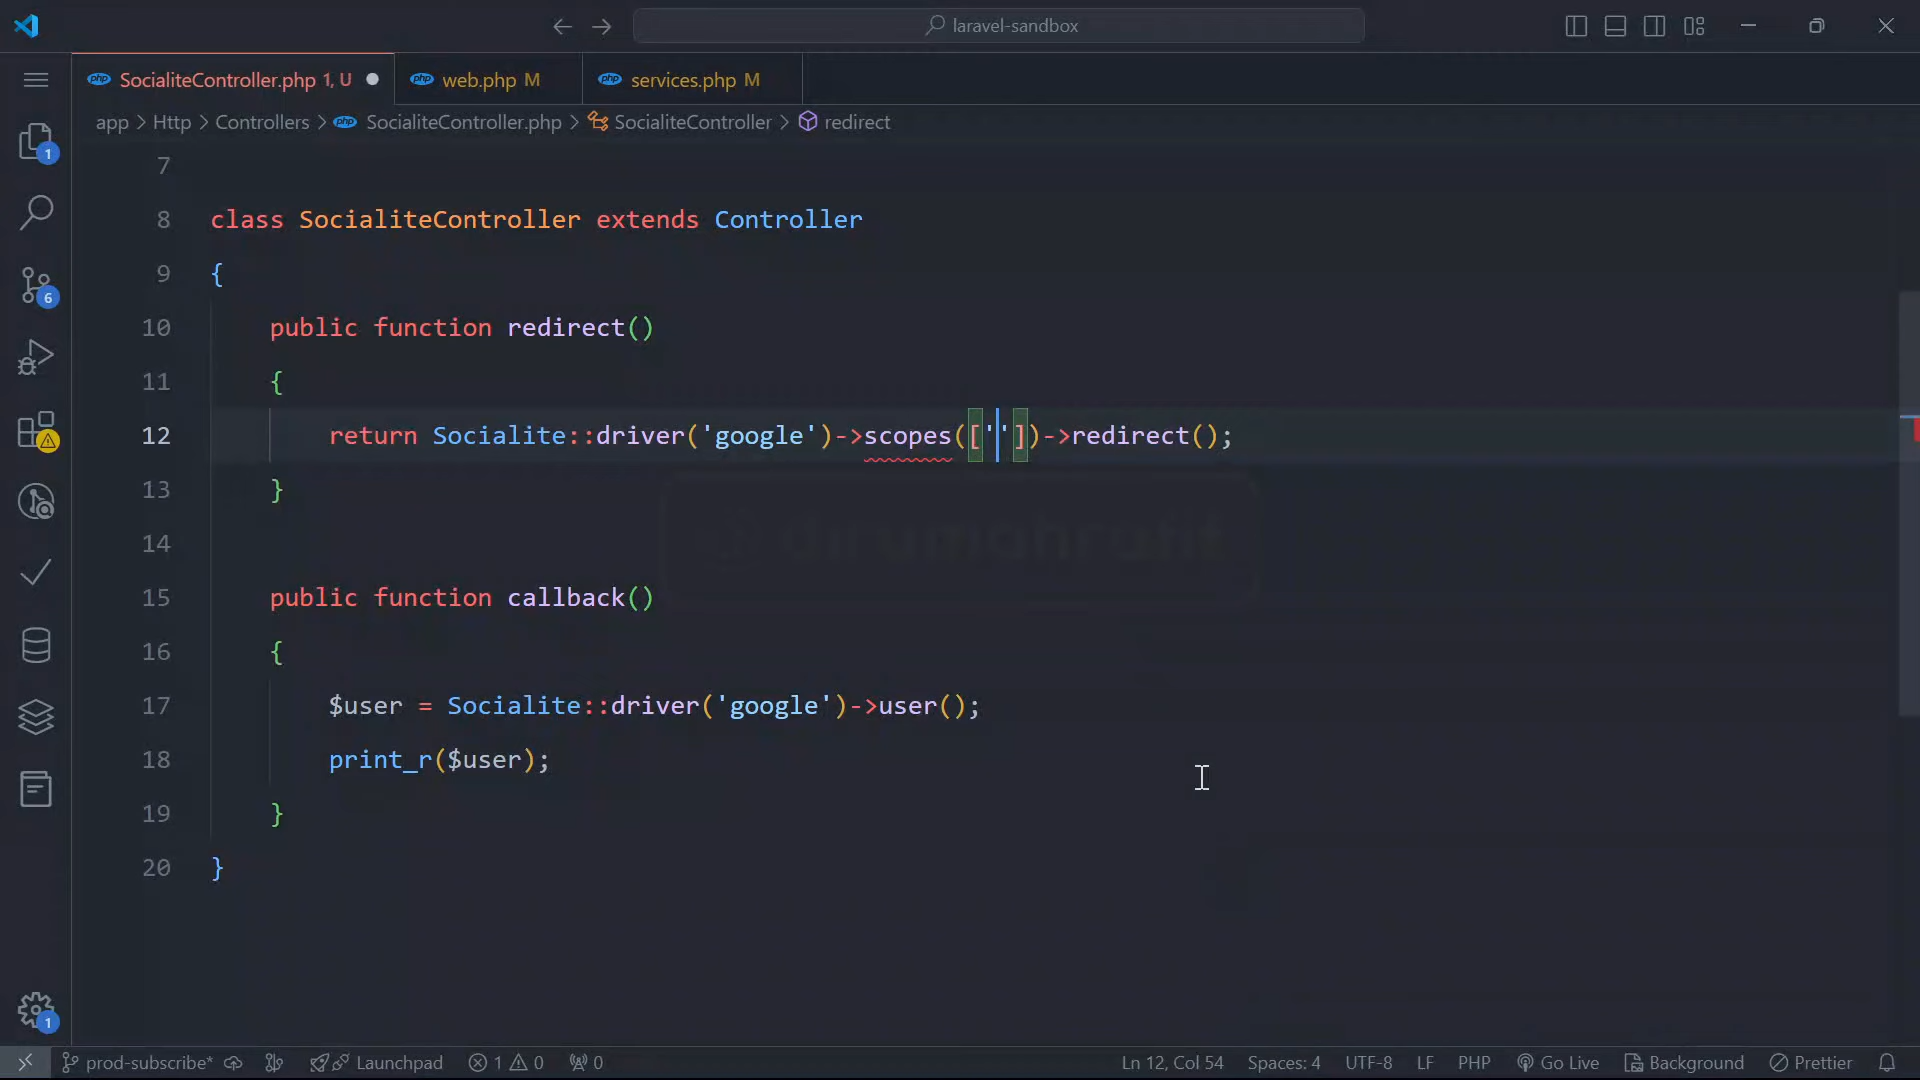 laravel-sandbox
SocialiteController.php 1, U
web.php M
services.php M
app > Http > Controllers > SocialiteController.php > SocialiteController > redirect
7
8 class SocialiteController extends Controller
9 {
10 public function redirect()
11 {
12 return Socialite::driver('google')->scopes([''])->redirect();
13 }
14
15 public function callback()
16 {
17 $user = Socialite::driver('google')->user();
18 print_r($user);
19 }
20 }
1
6
1
prod-subscribe* Launchpad 1 0 0 Ln 12, Col 54 Spaces: 4 UTF-8 LF PHP Go Live Background Prettier